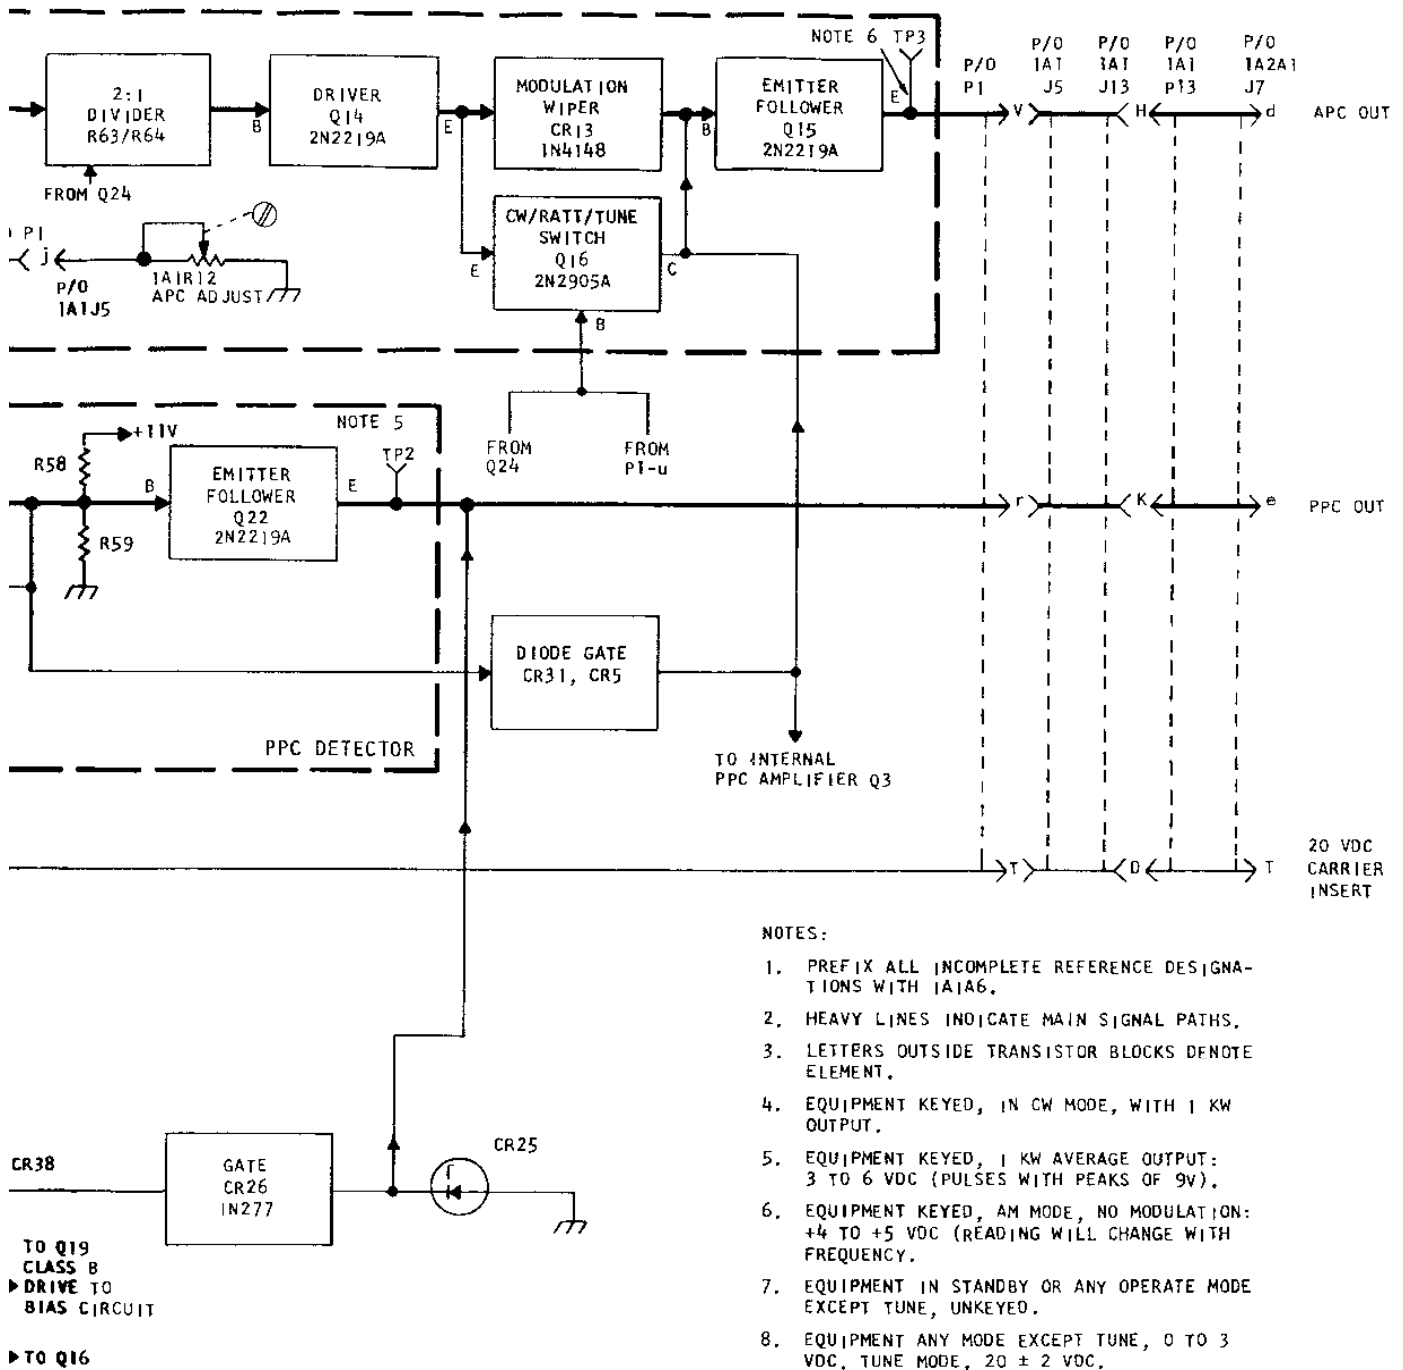 NOTE 6 TP3
P/O P1
P/O 1A1 J5
P/O 1A1 J13
P/O 1A1 P13
P/O 1A2A1 J7
2:1 DIVIDER R63/R64
B
DRIVER Q14 2N2219A
E
MODULATION WIPER CR13 1N4148
B
EMITTER FOLLOWER Q15 2N2219A
E
V
H
d
APC OUT
FROM Q24
P1
j
P/O 1A1J5
1A1R12 APC ADJUST
E
CW/RATT/TUNE SWITCH Q16 2N2905A
C
B
NOTE 5
+11V
R58
R59
B
EMITTER FOLLOWER Q22 2N2219A
E
TP2
FROM Q24
FROM P1-u
r
K
e
PPC OUT
DIODE GATE CR31, CR5
PPC DETECTOR
TO INTERNAL PPC AMPLIFIER Q3
T
D
T
20 VDC CARRIER INSERT
NOTES:
1. PREFIX ALL INCOMPLETE REFERENCE DESIGNA-
TIONS WITH 1A1A6.
2. HEAVY LINES INDICATE MAIN SIGNAL PATHS.
3. LETTERS OUTSIDE TRANSISTOR BLOCKS DENOTE
ELEMENT.
4. EQUIPMENT KEYED, IN CW MODE, WITH 1 KW
OUTPUT.
5. EQUIPMENT KEYED, 1 KW AVERAGE OUTPUT:
3 TO 6 VDC (PULSES WITH PEAKS OF 9V).
6. EQUIPMENT KEYED, AM MODE, NO MODULATION:
+4 TO +5 VDC (READING WILL CHANGE WITH
FREQUENCY.
7. EQUIPMENT IN STANDBY OR ANY OPERATE MODE
EXCEPT TUNE, UNKEYED.
8. EQUIPMENT ANY MODE EXCEPT TUNE, 0 TO 3
VDC. TUNE MODE, 20 ± 2 VDC.
CR38
GATE CR26 1N277
CR25
TO Q19
CLASS B
DRIVE TO
BIAS CIRCUIT
TO Q16